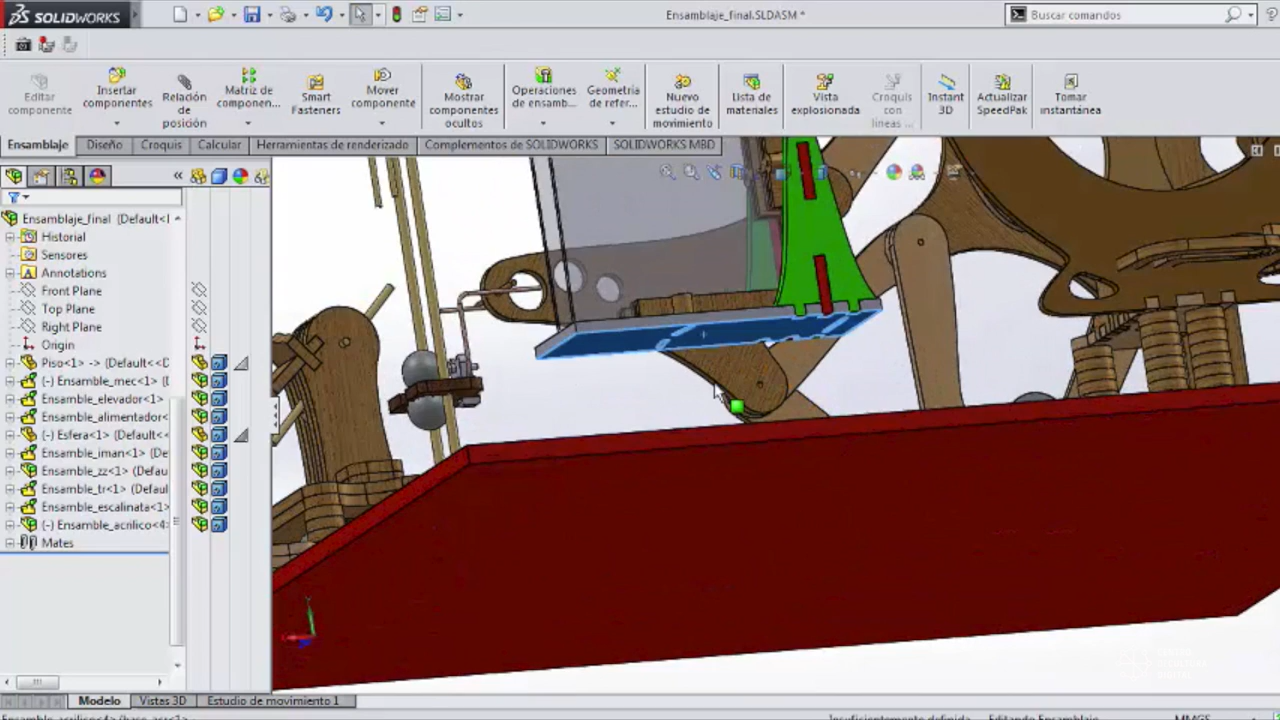 SOLIDWORKS
Ensamblaje_final.SLDASM *
Buscar comandos
Editar componente
Insertar componentes
Relación de posición
Matriz de componen...
Smart Fasteners
Mover componente
Mostrar componentes ocultos
Operaciones de ensamb...
Geometría de refer...
Nuevo estudio de movimiento
Lista de materiales
Vista explosionada
Croquis con líneas ...
Instant 3D
Actualizar SpeedPak
Tomar instantánea
Ensamblaje
Diseño
Croquis
Calcular
Herramientas de renderizado
Complementos de SOLIDWORKS
SOLIDWORKS MBD
Ensamblaje_final (Default<
Historial
Sensores
Annotations
Front Plane
Top Plane
Right Plane
Origin
Piso<1> -> (Default<
(-) Ensamble_mec<1> (
Ensamble_elevador<1>
Ensamble_alimentador<
(-) Esfera<1> (Default<
Ensamble_iman<1> (De
Ensamble_zz<1> (Defau
Ensamble_tr<1> (Defaul
Ensamble_escalinata<1>
(-) Ensamble_acrilico<4>
Mates
Modelo
Vistas 3D
Estudio de movimiento 1